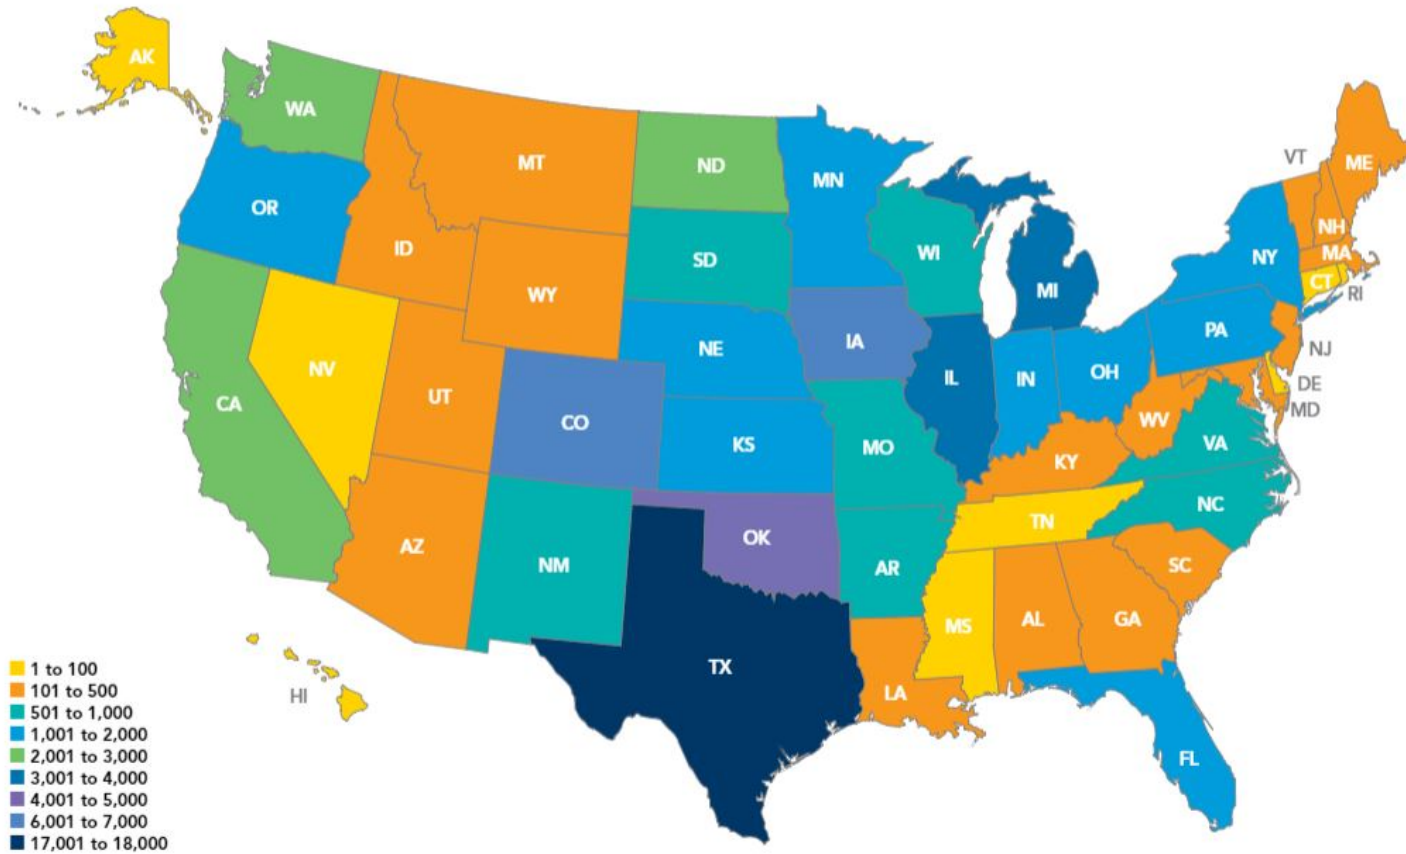 AK
WA
VT
ME
MT
ND
MN
OR
NH
ID
SD
WI
NY
MA
CT
RI
WY
MI
PA
NE
IA
NJ
NV
UT
IL
IN
OH
DE
CA
MD
CO
WV
KS
MO
VA
KY
NC
TN
OK
AZ
NM
AR
SC
MS
AL
GA
TX
LA
HI
FL
1 to 100
101 to 500
501 to 1,000
1,001 to 2,000
2,001 to 3,000
3,001 to 4,000
4,001 to 5,000
6,001 to 7,000
17,001 to 18,000